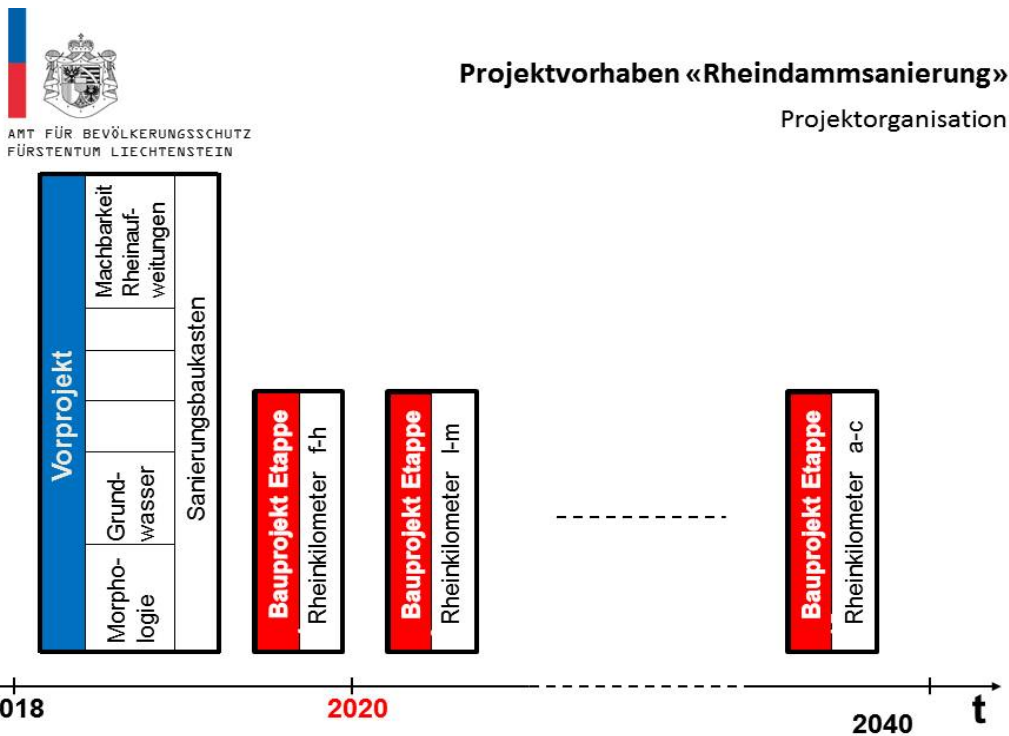 AMT FÜR BEVÖLKERUNGSSCHUTZ
FÜRSTENTUM LIECHTENSTEIN
Projektvorhaben «Rheindammsanierung»
Projektorganisation
Vorprojekt
Machbarkeit
Rheinauf-
weitungen
Grund-
wasser
Morpho-
logie
Sanierungsbaukasten
Bauprojekt Etappe
Rheinkilometer f-h
Bauprojekt Etappe
Rheinkilometer l-m
Bauprojekt Etappe
Rheinkilometer a-c
018
2020
2040
t